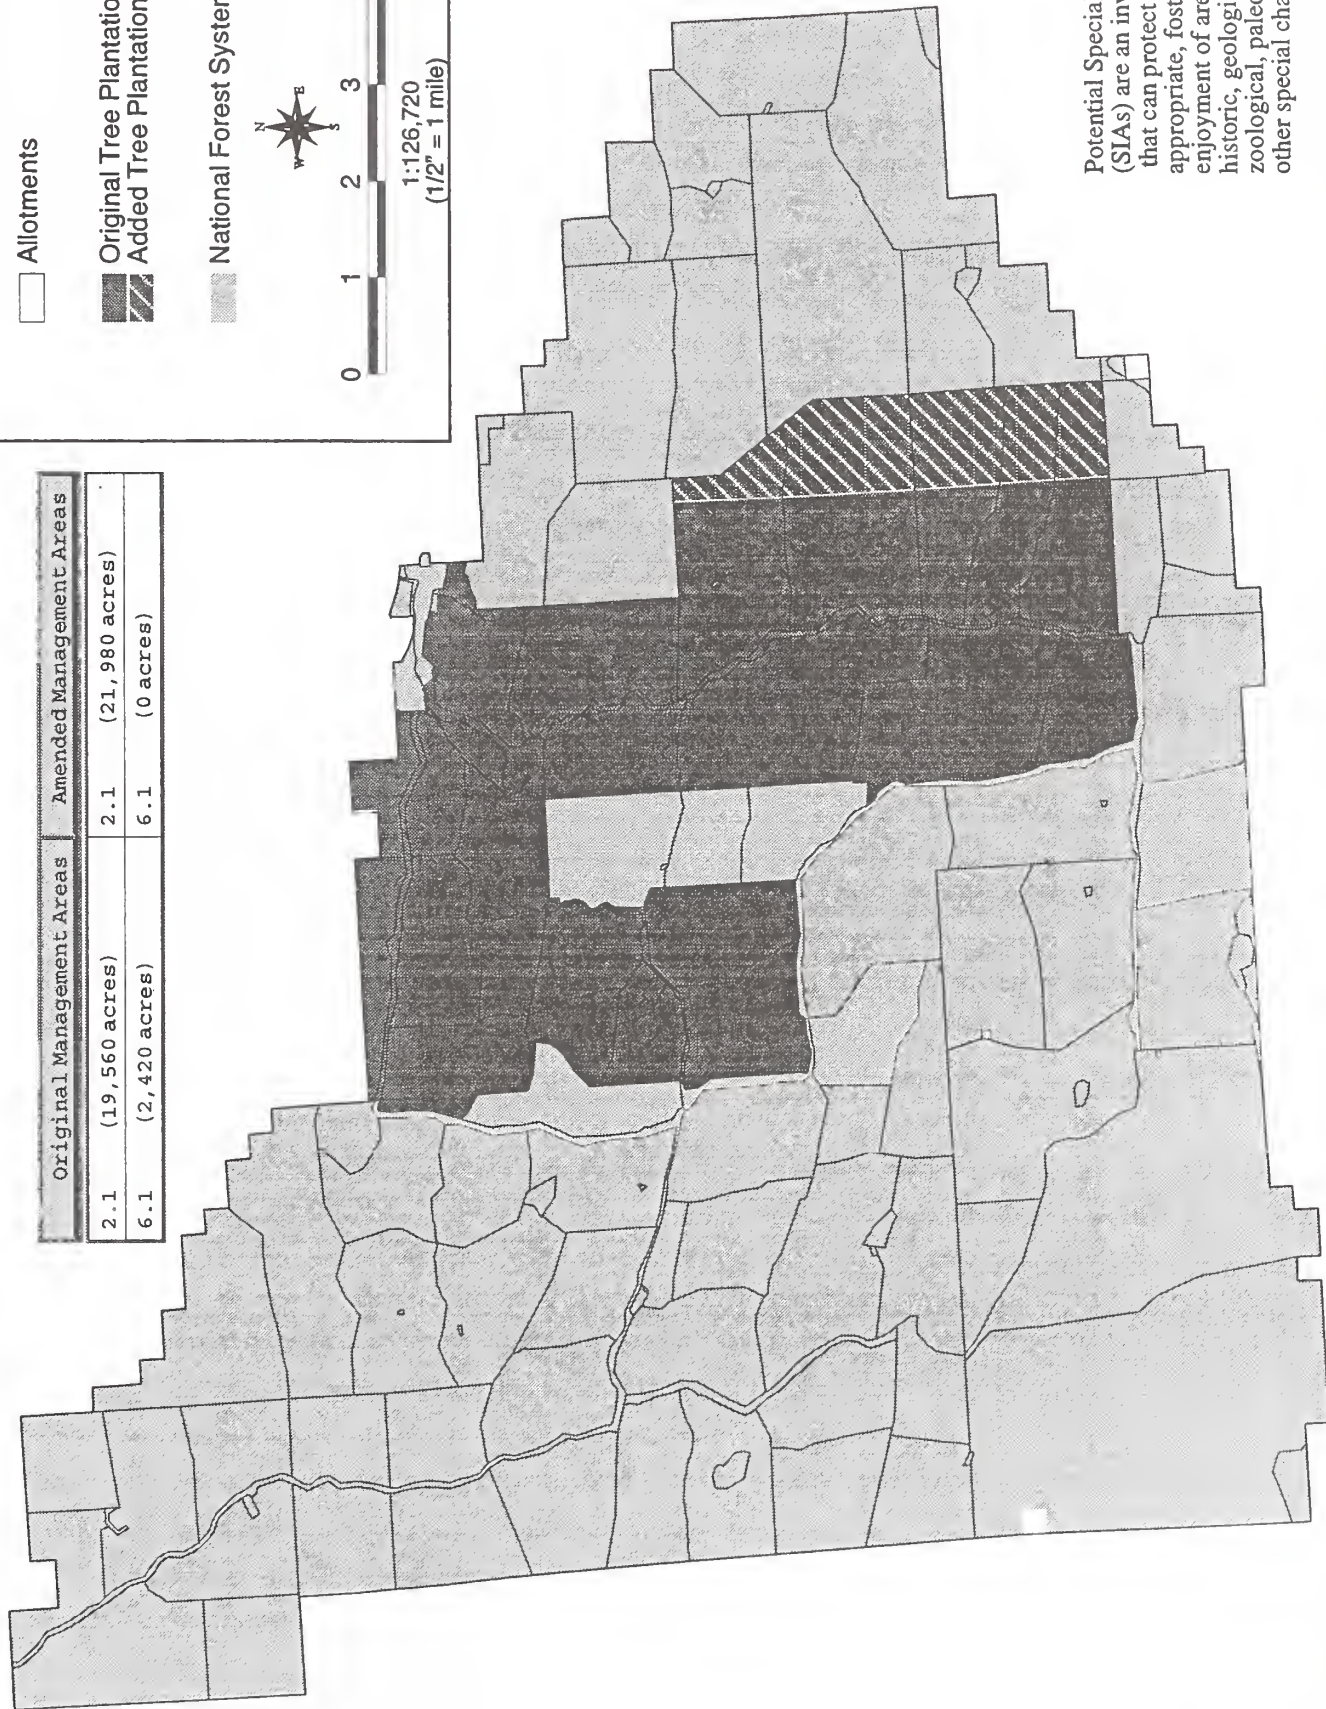 Allotments
Original Tree Plantatio
Added Tree Plantation
National Forest System
N
W E
S
0 1 2 3
1:126,720
(1/2" = 1 mile)
Original Management Areas Amended Management Areas
2.1 (19,560 acres) 2.1 (21,980 acres)
6.1 (2,420 acres) 6.1 (0 acres)
Potential Special
(SIAs) are an inv
that can protect
appropriate, fost
enjoyment of are
historic, geologi
zoological, paleo
other special cha